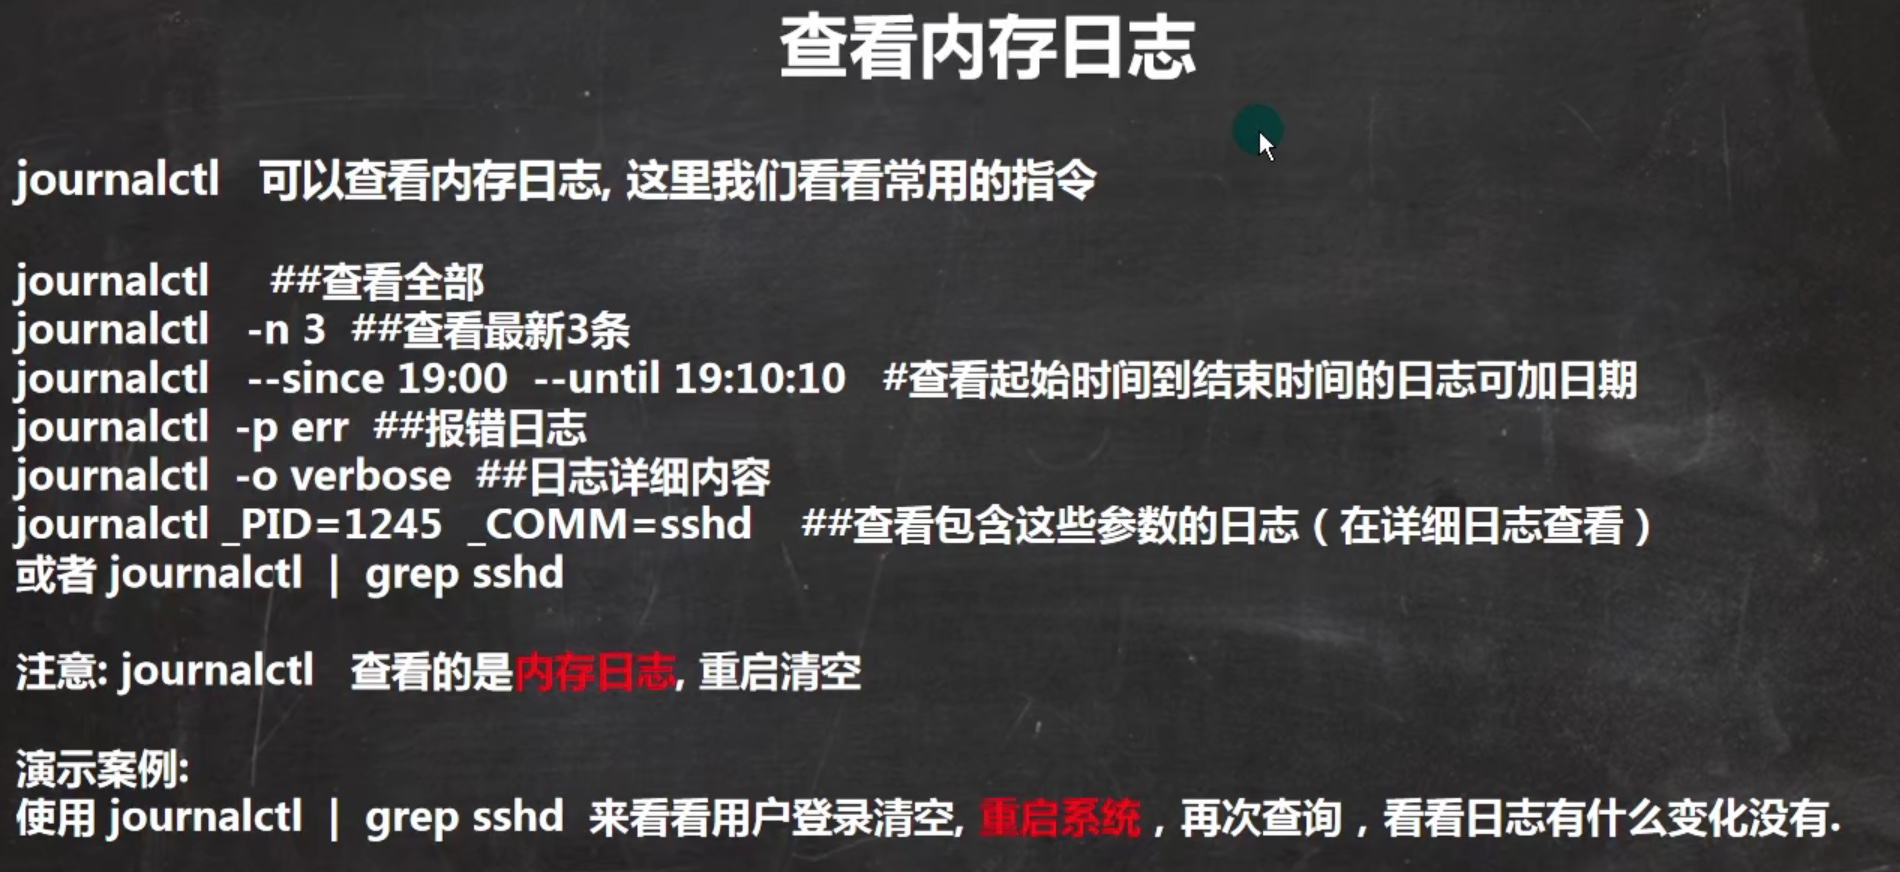 查看内存日志
journalctl 可以查看内存日志, 这里我们看看常用的指令
journalctl ##查看全部
journalctl -n 3 ##查看最新3条
journalctl --since 19:00 --until 19:10:10 #查看起始时间到结束时间的日志可加日期
journalctl -p err ##报错日志
journalctl -o verbose ##日志详细内容
journalctl _PID=1245 _COMM=sshd ##查看包含这些参数的日志（在详细日志查看）
或者 journalctl | grep sshd
注意: journalctl 查看的是内存日志, 重启清空
演示案例:
使用 journalctl | grep sshd 来看看用户登录清空, 重启系统，再次查询，看看日志有什么变化没有.